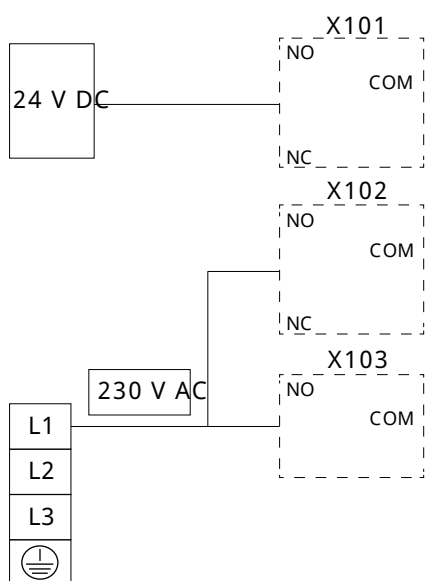 X101
NO
COM
24 V DC
NC
X102
NO
COM
NC
X103
230 V AC
NO
COM
L1
L2
L3